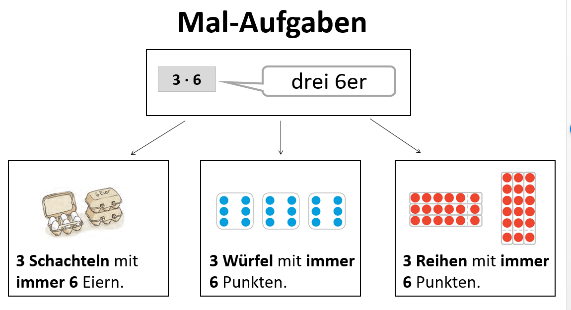 Mal-Aufgaben
3 · 6
drei 6er
3 Schachteln mit
immer 6 Eiern.
3 Würfel mit immer
6 Punkten.
3 Reihen mit immer
6 Punkten.